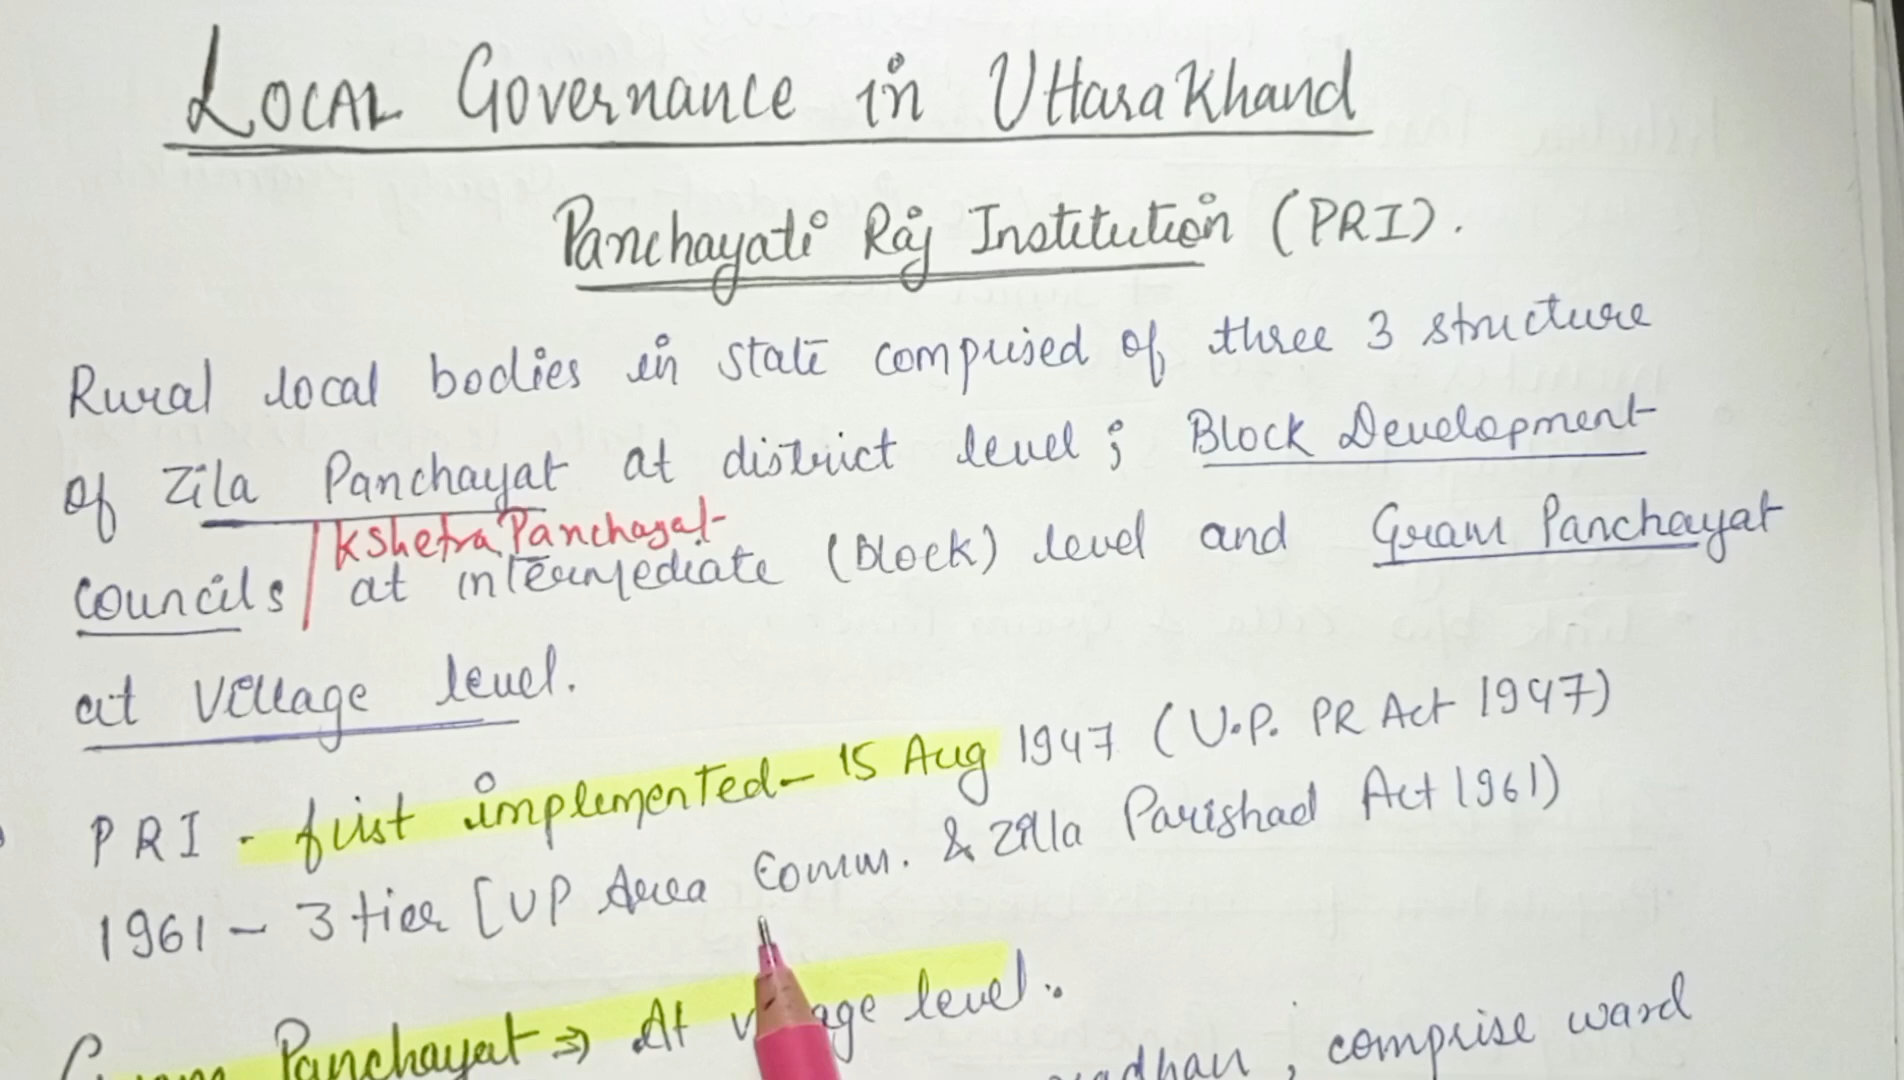 LOCAL Governance in Uttarakhand
Panchayati Raj Institution (PRI).
Rural local bodies in state comprised of three 3 structure
of Zila Panchayat at district level; Block Development
Kshetra Panchayat
councils / at intermediate (Block) level and Gram Panchayat
at village level.
PRI - first implemented - 15 Aug 1947 (U.P. PR Act 1947)
1961 - 3 tier [UP Area Comm. & Zilla Parishad Act 1961)
Panchayat ⇒ At level.
, comprise ward